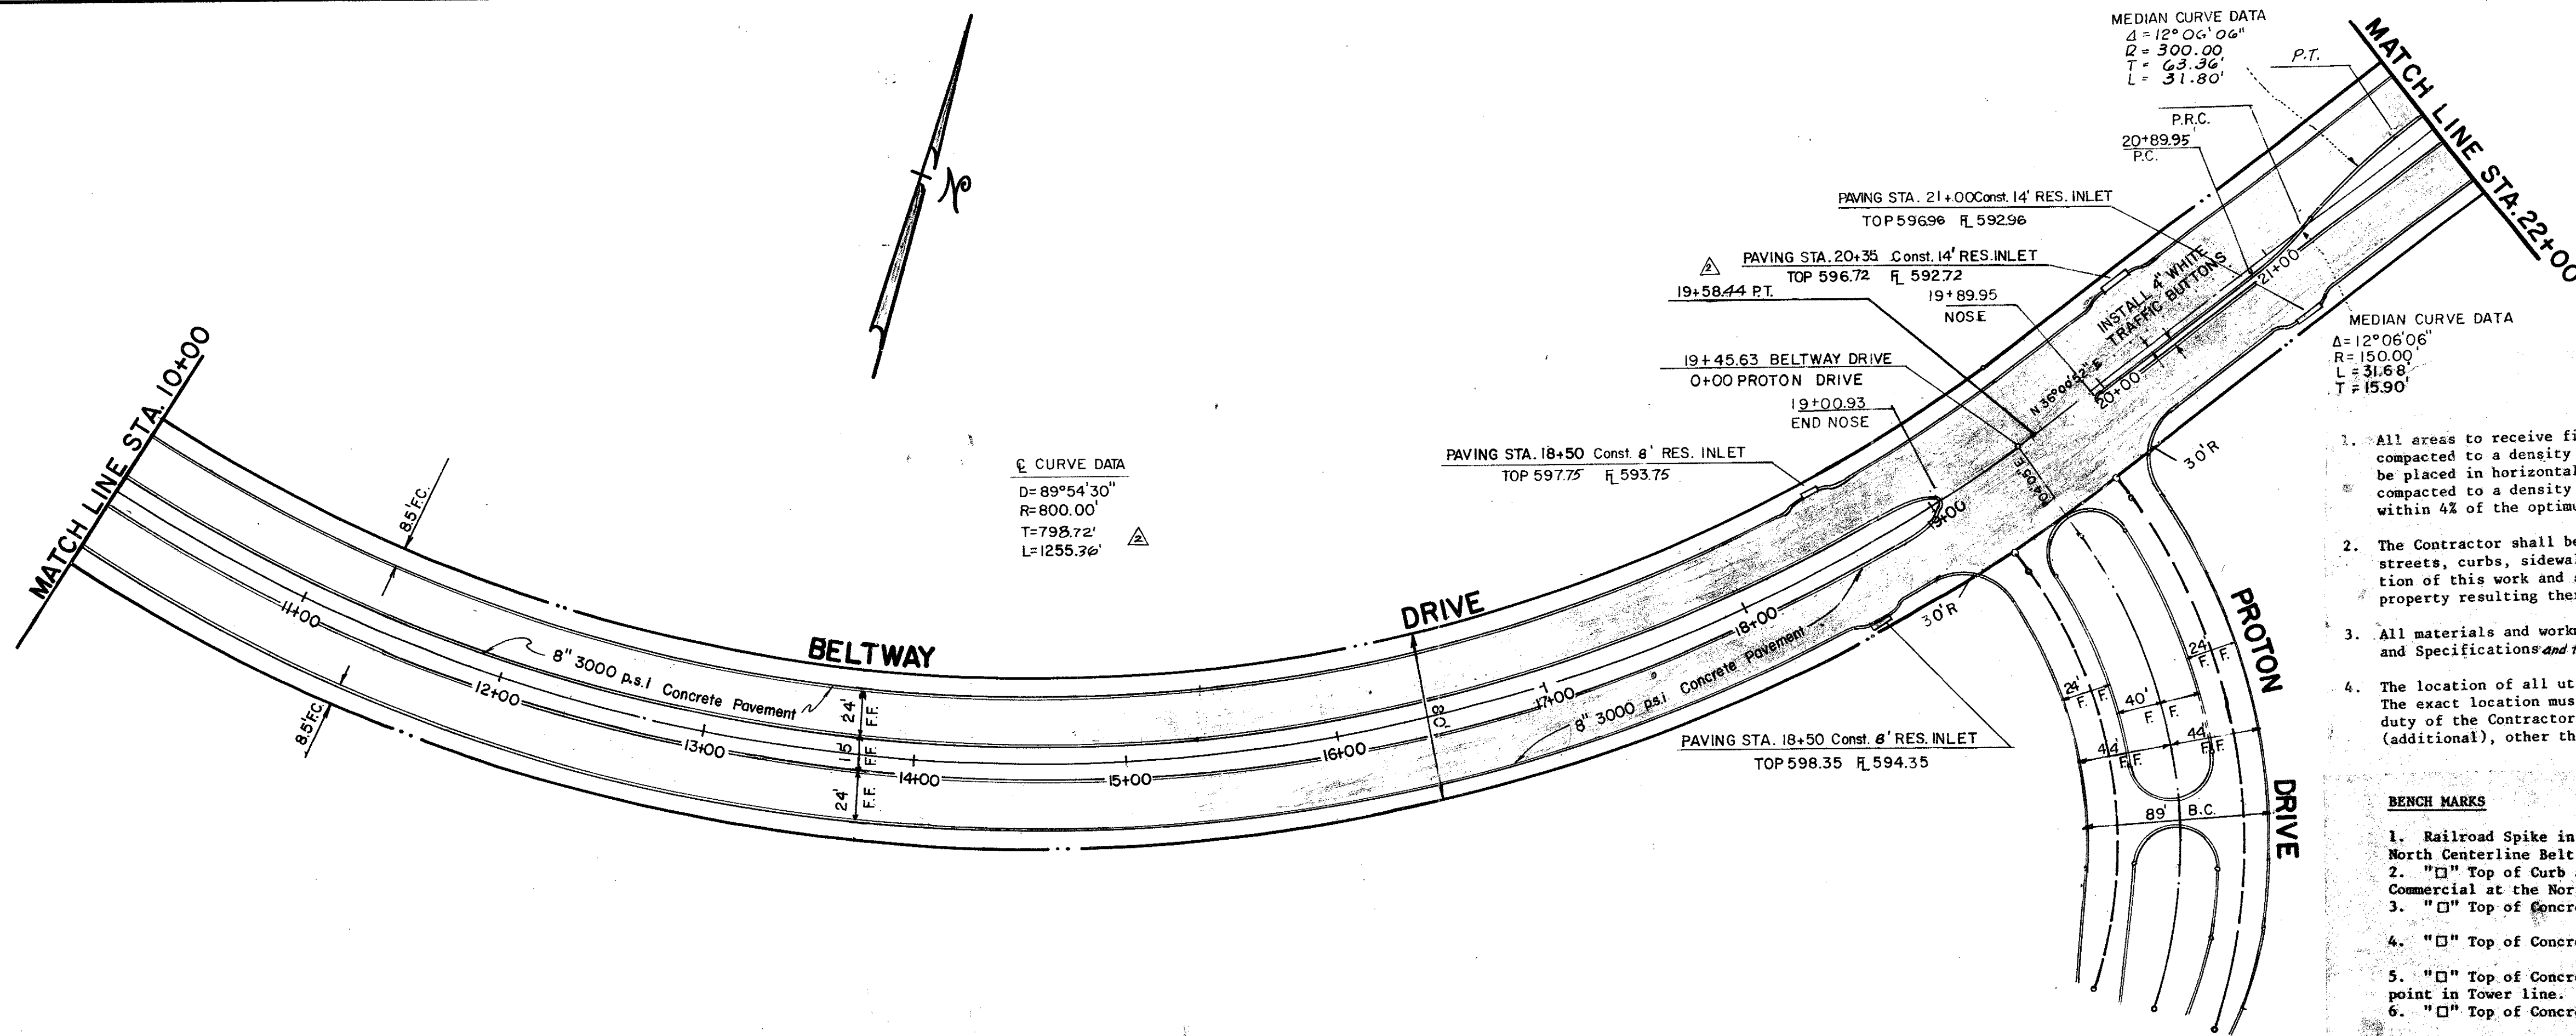 MEDIAN CURVE DATA
Δ = 12° 06' 06"
R = 300.00
T = 63.36'
L = 31.80'
P.T.
MATCH LINE STA. 22+00
P.R.C.
20+89.95'
P.C.
PAVING STA. 21+00 Const. 14' RES. INLET
TOP 596.96 FL 592.96
2
PAVING STA. 20+35 Const. 14' RES. INLET
TOP 596.72 FL 592.72
19+58.44 P.T.
19+89.95
NOSE
INSTALL 4" WHITE
TRAFFIC BUTTONS
21+00
20+00
N 36°00'52" E
19+45.63 BELTWAY DRIVE
0+00 PROTON DRIVE
19+00.93
END NOSE
MEDIAN CURVE DATA
Δ = 12°06'06"
R = 150.00'
L = 31.68'
T = 15.90'
N
MATCH LINE STA. 10+00
8.5' F.C.
℄ CURVE DATA
D = 89°54'30"
R = 800.00'
T = 798.72'
L = 1255.36'
2
PAVING STA. 18+50 Const. 8' RES. INLET
TOP 597.75 FL 593.75
19+00
30' R
30' R
11+00
12+00
13+00
14+00
15+00
16+00
17+00
18+00
8" 3000 p.s.i Concrete Pavement
BELTWAY DRIVE
24' F.F.
15' F.F.
24' F.F.
8.5' F.C.
80'
8" 3000 p.s.i Concrete Pavement
PAVING STA. 18+50 Const. 8' RES. INLET
TOP 598.35 FL 594.35
PROTON DRIVE
24' F. F.
24' F. F.
40' F. F.
44' F. F.
44' F. F.
89' B.C.
1. All areas to receive fi
compacted to a density
be placed in horizontal
compacted to a density
within 4% of the optimu
2. The Contractor shall be
streets, curbs, sidewal
tion of this work and
property resulting ther
3. All materials and work
and Specifications and
4. The location of all ut
The exact location mus
duty of the Contractor
(additional), other th
BENCH MARKS
1. Railroad Spike in
North Centerline Belt
2. "□" Top of Curb
Commercial at the Nor
3. "□" Top of Concr
4. "□" Top of Concr
5. "□" Top of Concr
point in Tower line.
6. "□" Top of Concr